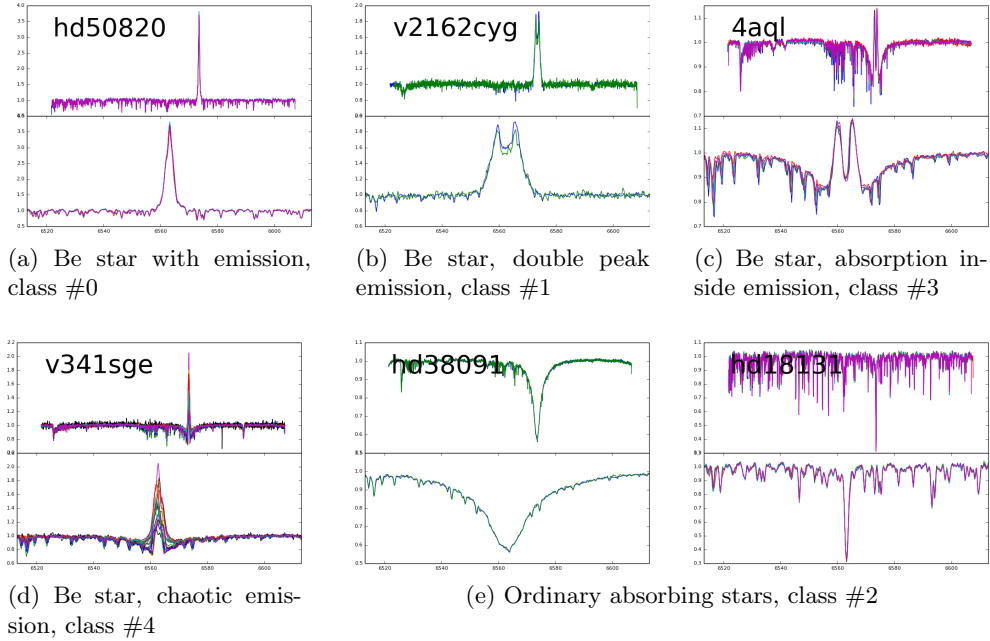 hd50820
v2162cyg
4aql
(a) Be star with emission,
class #0
(b) Be star, double peak
emission, class #1
(c) Be star, absorption in-
side emission, class #3
v341sge
hd38091
hd18131
(d) Be star, chaotic emis-
sion, class #4
(e) Ordinary absorbing stars, class #2